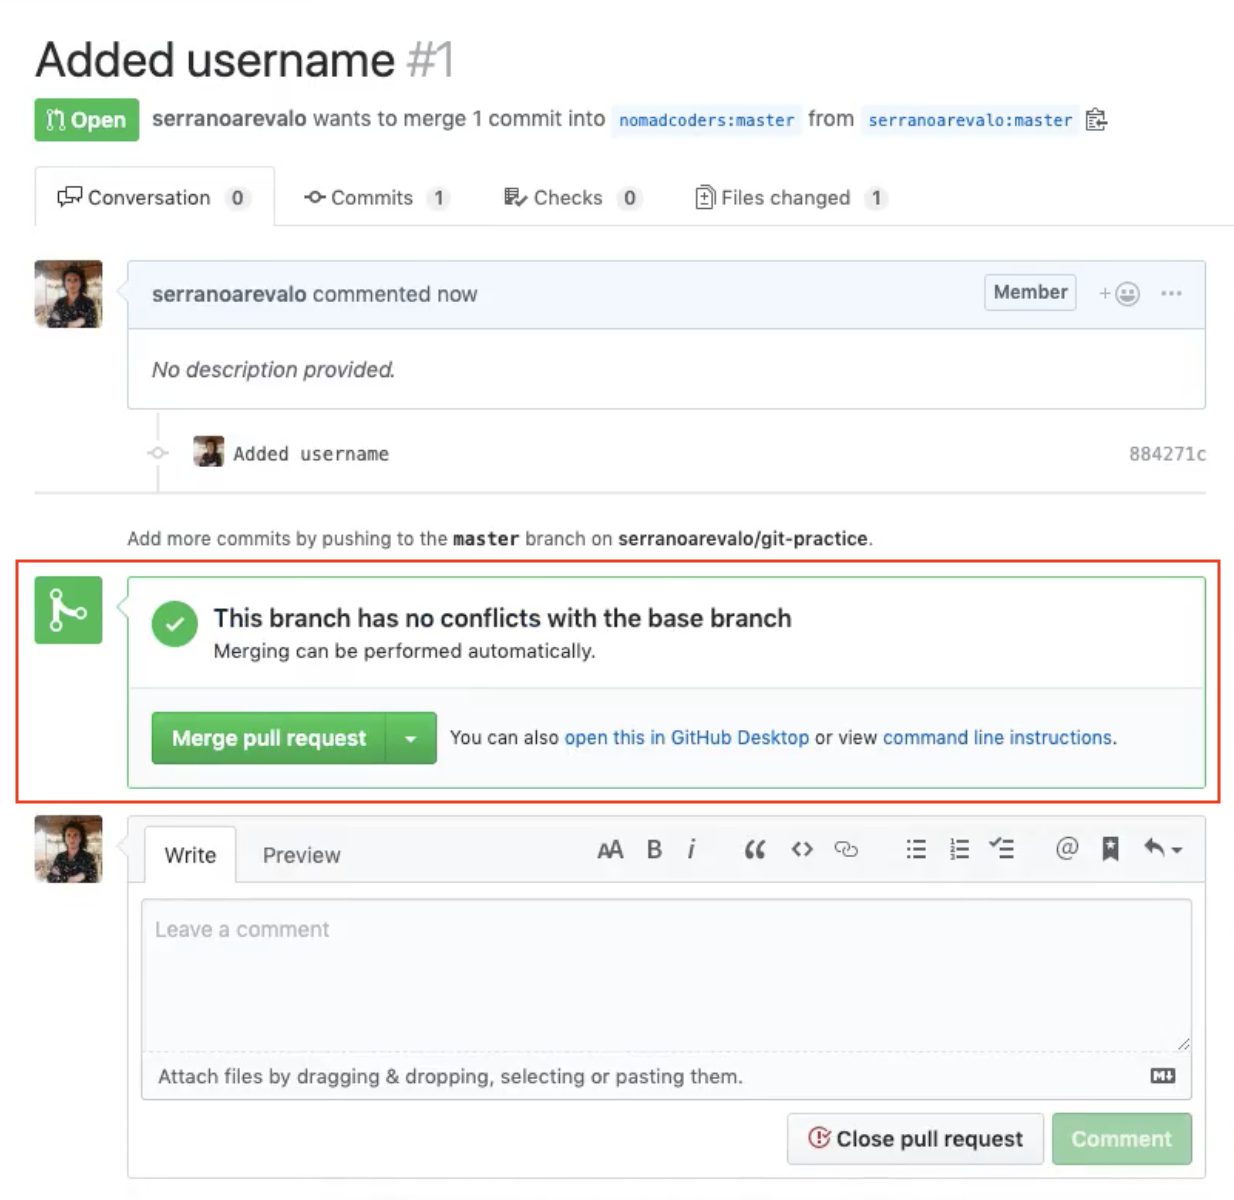 Added username #1
Open serranoarevalo wants to merge 1 commit into nomadcoders:master from serranoarevalo:master
Conversation 0 Commits 1 Checks 0 Files changed 1
serranoarevalo commented now Member
No description provided.
Added username 884271c
Add more commits by pushing to the master branch on serranoarevalo/git-practice.
This branch has no conflicts with the base branch
Merging can be performed automatically.
Merge pull request You can also open this in GitHub Desktop or view command line instructions.
Write Preview
Leave a comment
Attach files by dragging & dropping, selecting or pasting them.
Close pull request Comment